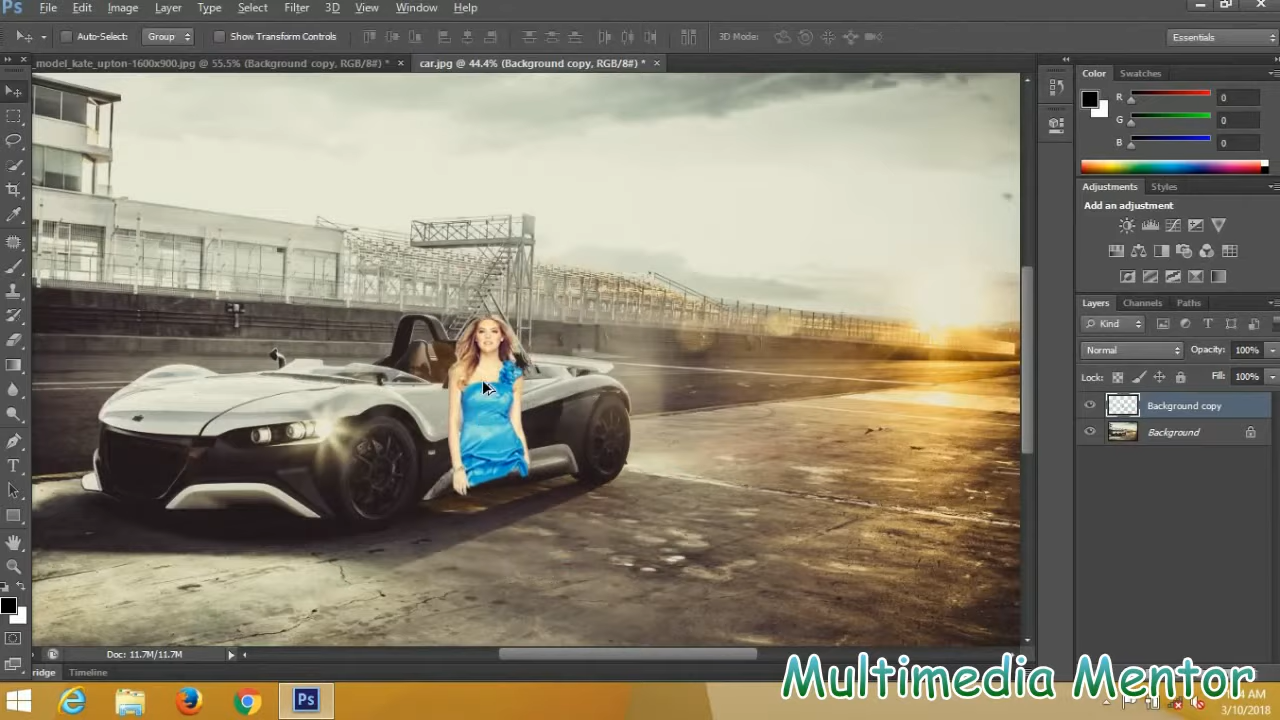 Ps File Edit Image Layer Type Select Filter 3D View Window Help
Auto-Select: Group Show Transform Controls 3D Mode: Essentials
_model_kate_upton-1600x900.jpg @ 55.5% (Background copy, RGB/8#) * × car.jpg @ 44.4% (Background copy, RGB/8#) * ×
Color Swatches
R 0
G 0
B 0
Adjustments Styles
Add an adjustment
Layers Channels Paths
Kind
Normal Opacity: 100%
Lock: Fill: 100%
Background copy
Background
Doc: 11.7M/11.7M
ridge Timeline
Multimedia Mentor
Ps
3/10/2018